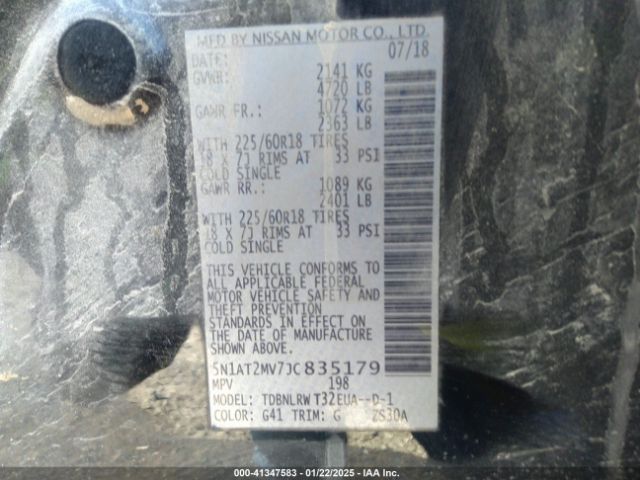 MFD BY NISSAN MOTOR CO., LTD.
DATE: 07/18
GVWR: 2141 KG
4720 LB
GAWR FR.: 1072 KG
2363 LB
WITH 225/60R18 TIRES
18 X 7J RIMS AT 33 PSI
COLD SINGLE
GAWR RR.: 1089 KG
2401 LB
WITH 225/60R18 TIRES
18 X 7J RIMS AT 33 PSI
COLD SINGLE
THIS VEHICLE CONFORMS TO
ALL APPLICABLE FEDERAL
MOTOR VEHICLE SAFETY AND
THEFT PREVENTION
STANDARDS IN EFFECT ON
THE DATE OF MANUFACTURE
SHOWN ABOVE.
5N1AT2MV7JC835179
MPV 198
MODEL: TDBNLRW T32EUA--D-1
COLOR: G41 TRIM: G ZS30A
000-41347583 - 01/22/2025 - IAA Inc.